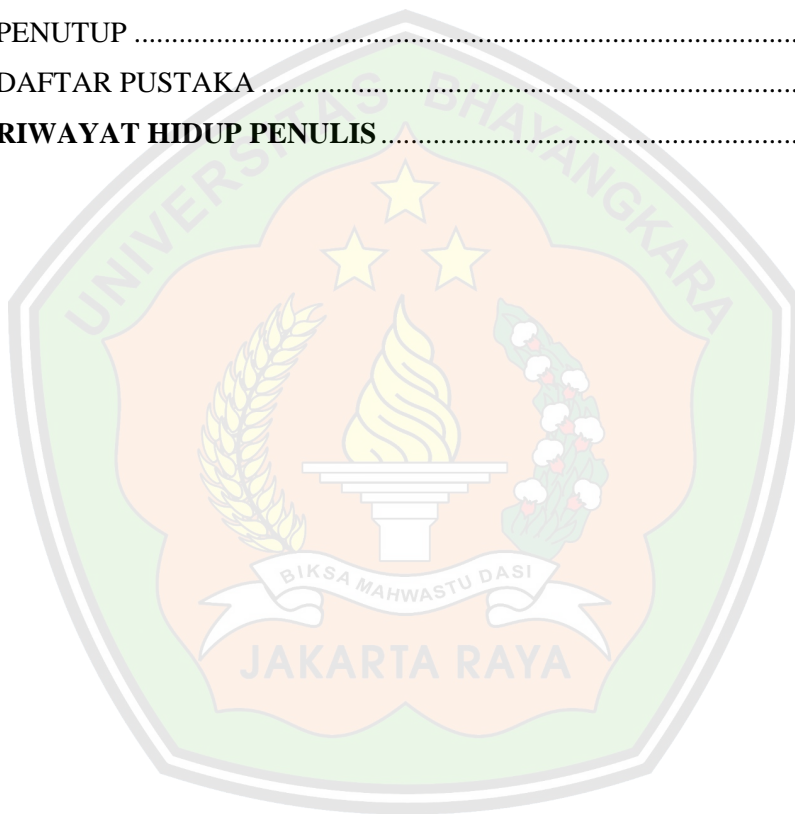 PENUTUP ................................................................................................
DAFTAR PUSTAKA ................................................................................
RIWAYAT HIDUP PENULIS ...............................................................
UNIVERSITAS BHAYANGKARA
BIKSA MAHWASTU DASI
JAKARTA RAYA